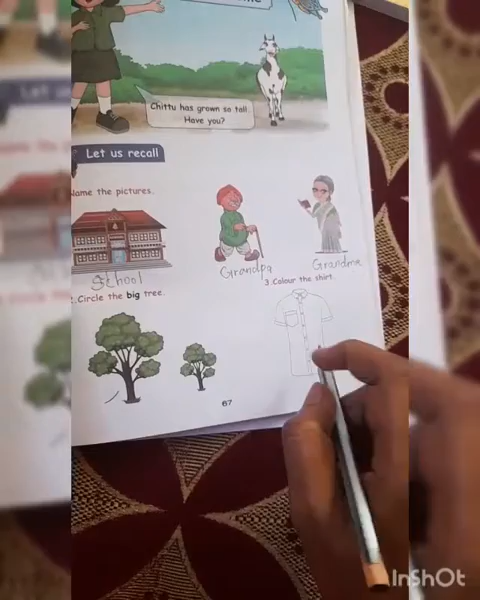 Chittu has grown so tall.
Have you?
Let us recall
Name the pictures.
School
Grandpa
Grandma
2.Circle the big tree.
3.Colour the shirt.
67
InShOt